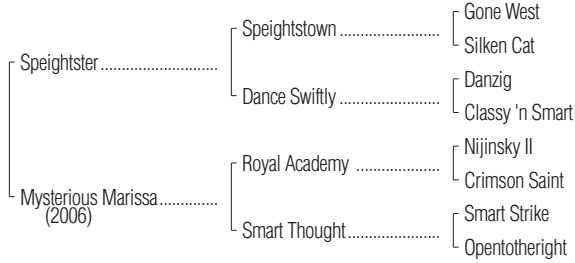 Gone West
Speightstown
Silken Cat
Speightster
Danzig
Dance Swiftly
Classy 'n Smart
Nijinsky II
Royal Academy
Crimson Saint
Mysterious Marissa
(2006)
Smart Strike
Smart Thought
Opentotheright